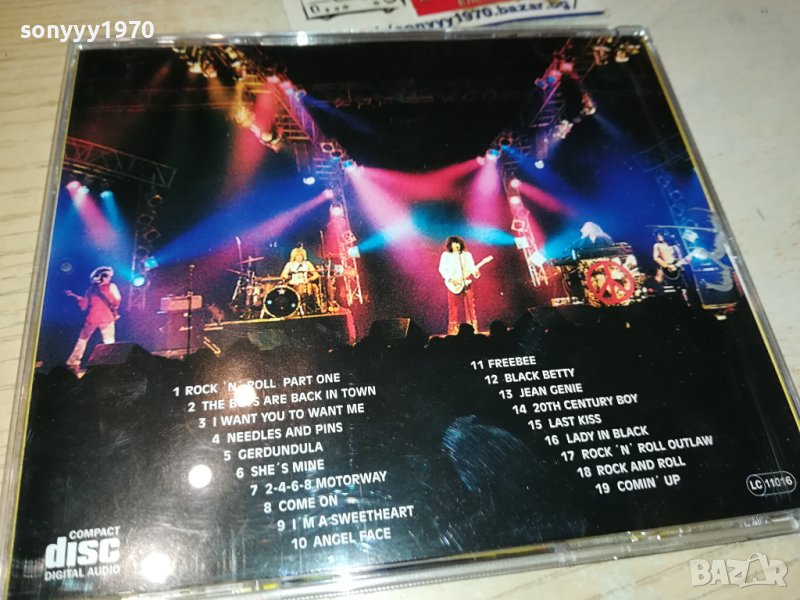 sonyyy1970
sonyyy1970.bazar.bg/
1 ROCK ´N´ ROLL PART ONE
2 THE BOYS ARE BACK IN TOWN
3 I WANT YOU TO WANT ME
4 NEEDLES AND PINS
5 GERDUNDULA
6 SHE´S MINE
7 2-4-6-8 MOTORWAY
8 COME ON
9 I´M A SWEETHEART
10 ANGEL FACE
11 FREEBEE
12 BLACK BETTY
13 JEAN GENIE
14 20TH CENTURY BOY
15 LAST KISS
16 LADY IN BLACK
17 ROCK ´N´ ROLL OUTLAW
18 ROCK AND ROLL
19 COMIN´ UP
LC 11016
COMPACT
disc
DIGITAL AUDIO
BAZAR